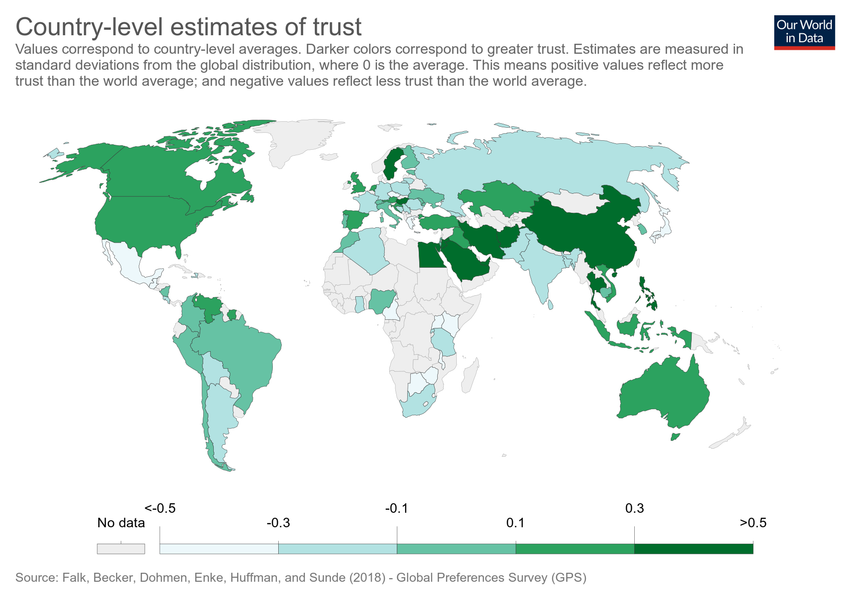 Country-level estimates of trust
Our World
in Data
Values correspond to country-level averages. Darker colors correspond to greater trust. Estimates are measured in
standard deviations from the global distribution, where 0 is the average. This means positive values reflect more
trust than the world average; and negative values reflect less trust than the world average.
<-0.5
-0.1
0.3
No data
-0.3
0.1
>0.5
Source: Falk, Becker, Dohmen, Enke, Huffman, and Sunde (2018) - Global Preferences Survey (GPS)